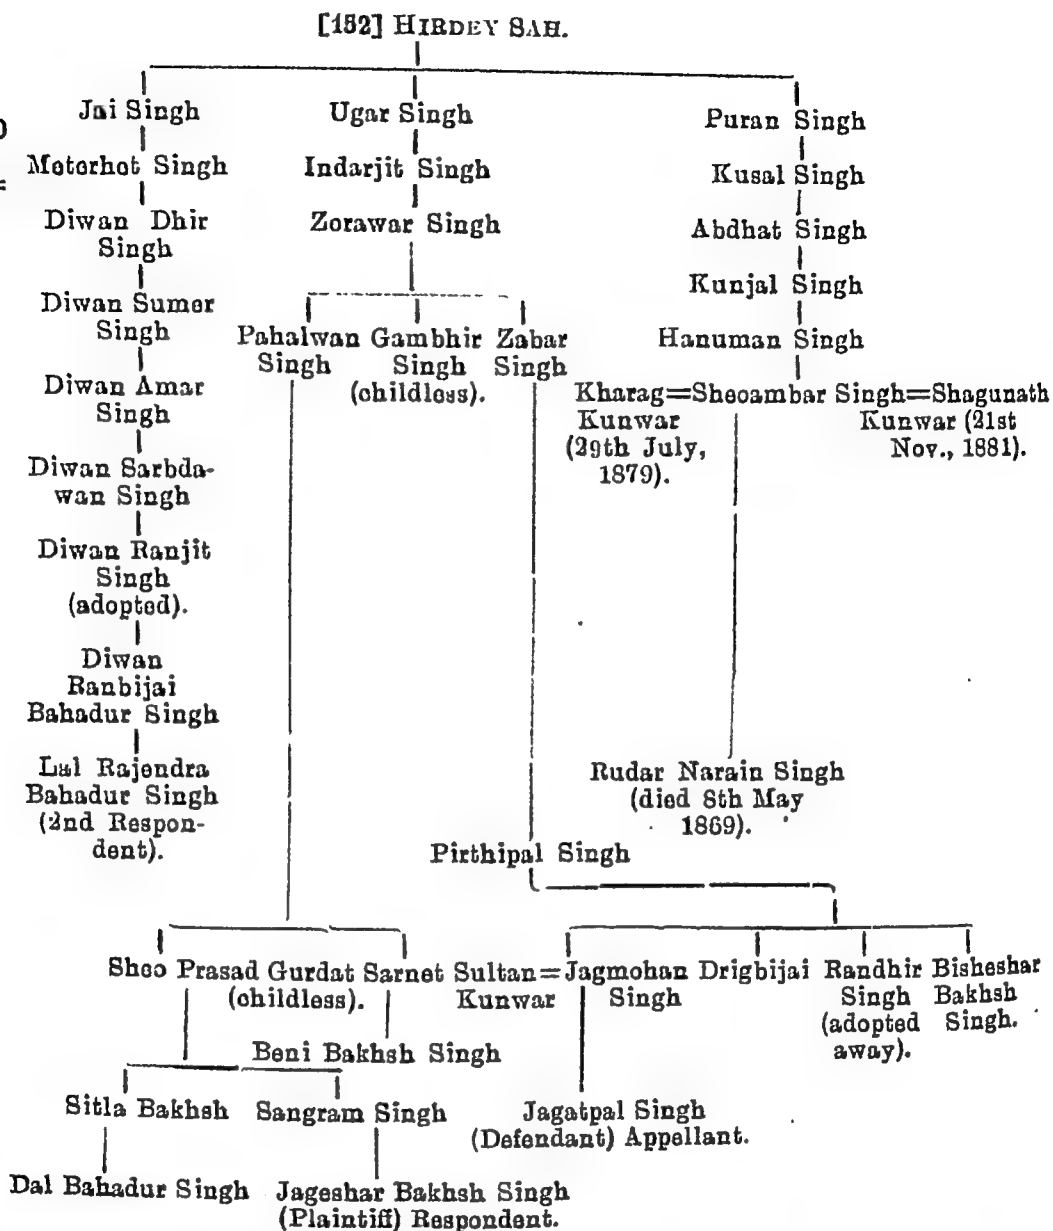 [152] HIRDEY SAH.
Jai Singh
Ugar Singh
Puran Singh
Motorhot Singh
Indarjit Singh
Kusal Singh
Diwan Dhir
Singh
Zorawar Singh
Abdhat Singh
Diwan Sumer
Singh
Kunjal Singh
Pahalwan Gambhir Zabar
Singh Singh Singh
(childless).
Hanuman Singh
Diwan Amar
Singh
Kharag=Sheoambar Singh=Shagunath
Kunwar Kunwar (21st
(29th July, Nov., 1881).
1879).
Diwan Sarbda-
wan Singh
Diwan Ranjit
Singh
(adopted).
Diwan
Ranbijai
Bahadur Singh
Lal Rajendra
Bahadur Singh
(2nd Respon-
dent).
Rudar Narain Singh
(died 8th May
1869).
Pirthipal Singh
Sheo Prasad Gurdat Sarnet Sultan=Jagmohan Drigbijai Randhir Bisheshar
(childless). Kunwar Singh Singh Bakhsh
(adopted Singh.
away).
Beni Bakhsh Singh
Sitla Bakhsh Sangram Singh Jagatpal Singh
(Defendant) Appellant.
Dal Bahadur Singh Jageshar Bakhsh Singh
(Plaintiff) Respondent.